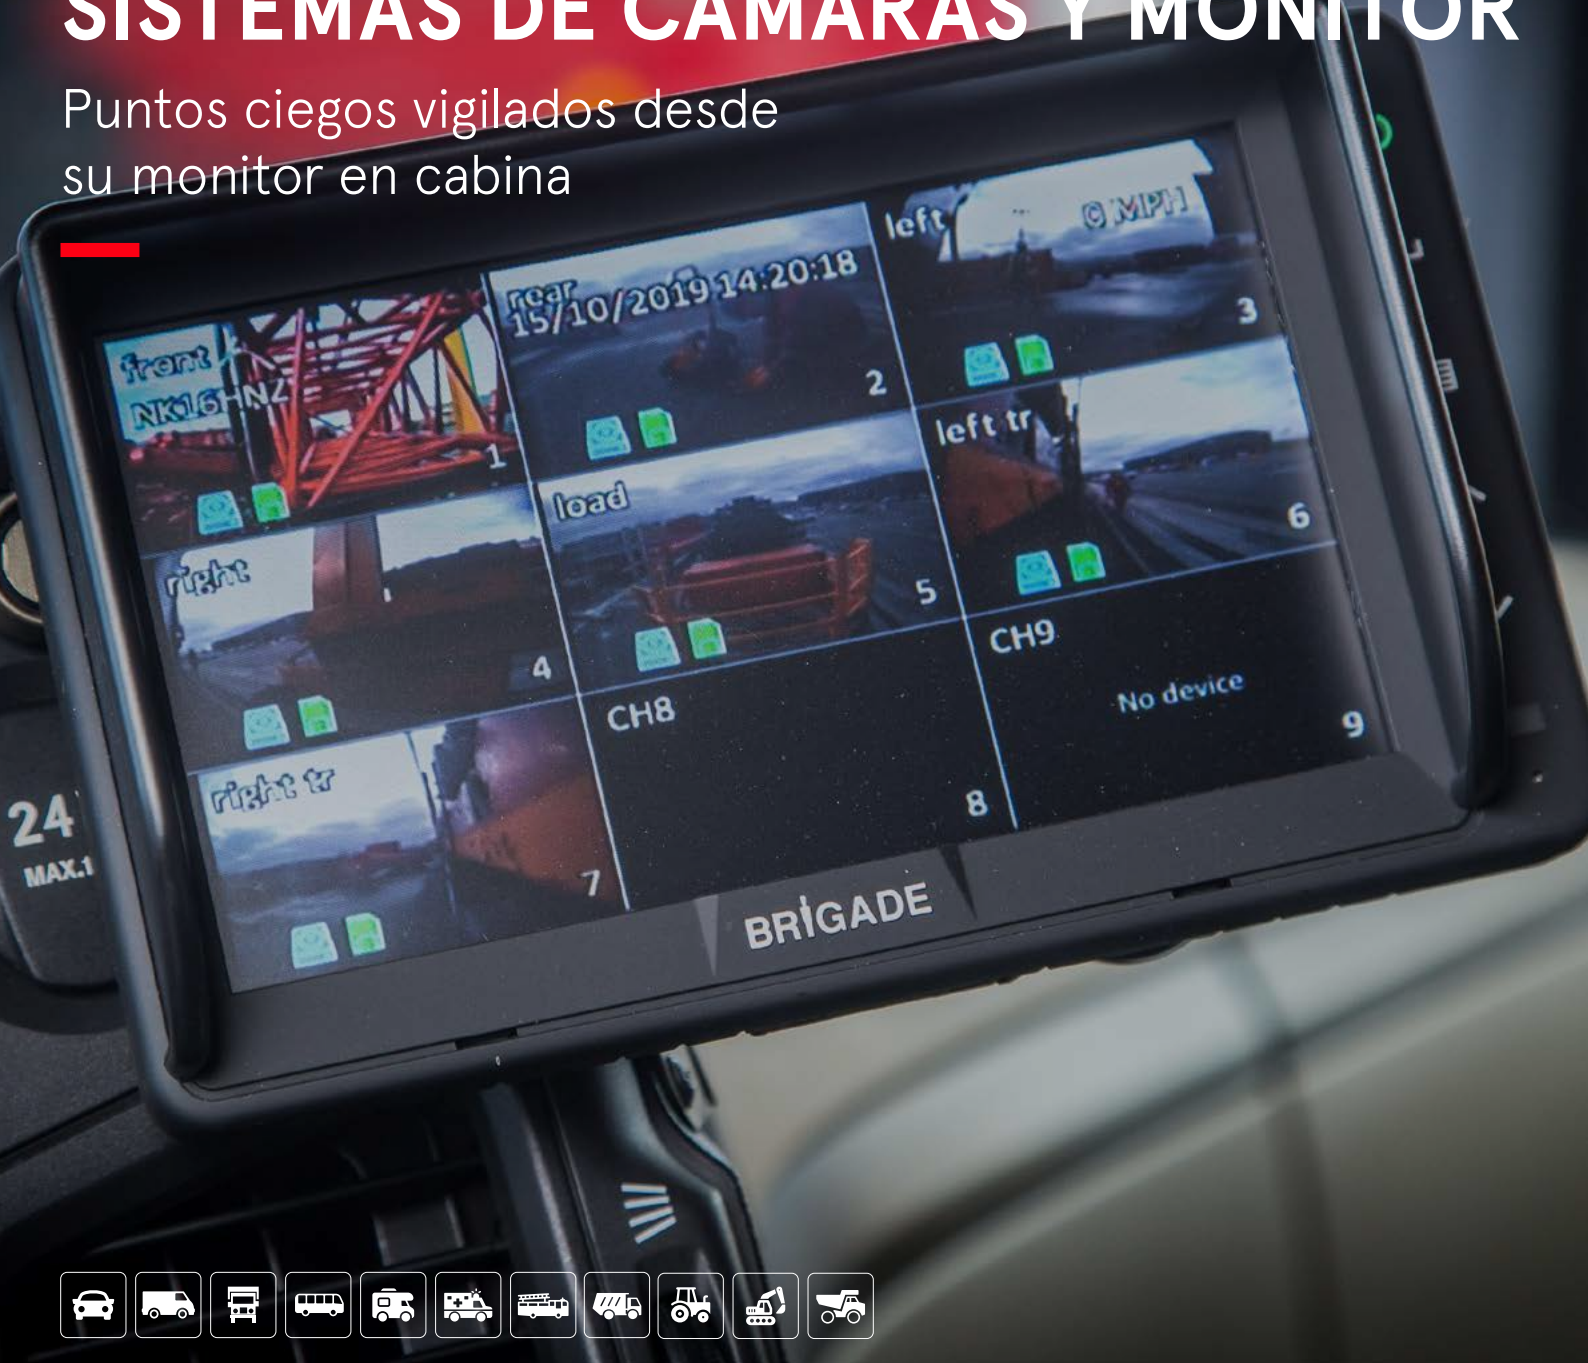 SISTEMAS DE CÁMARAS Y MONITOR
Puntos ciegos vigilados desde
su monitor en cabina
front
NK16HNZ
1
rear
15/10/2019 14:20:18
2
left
0 MPH
3
right
4
load
5
left tr
6
right tr
7
CH8
8
CH9
No device
9
BRIGADE
24
MAX.1